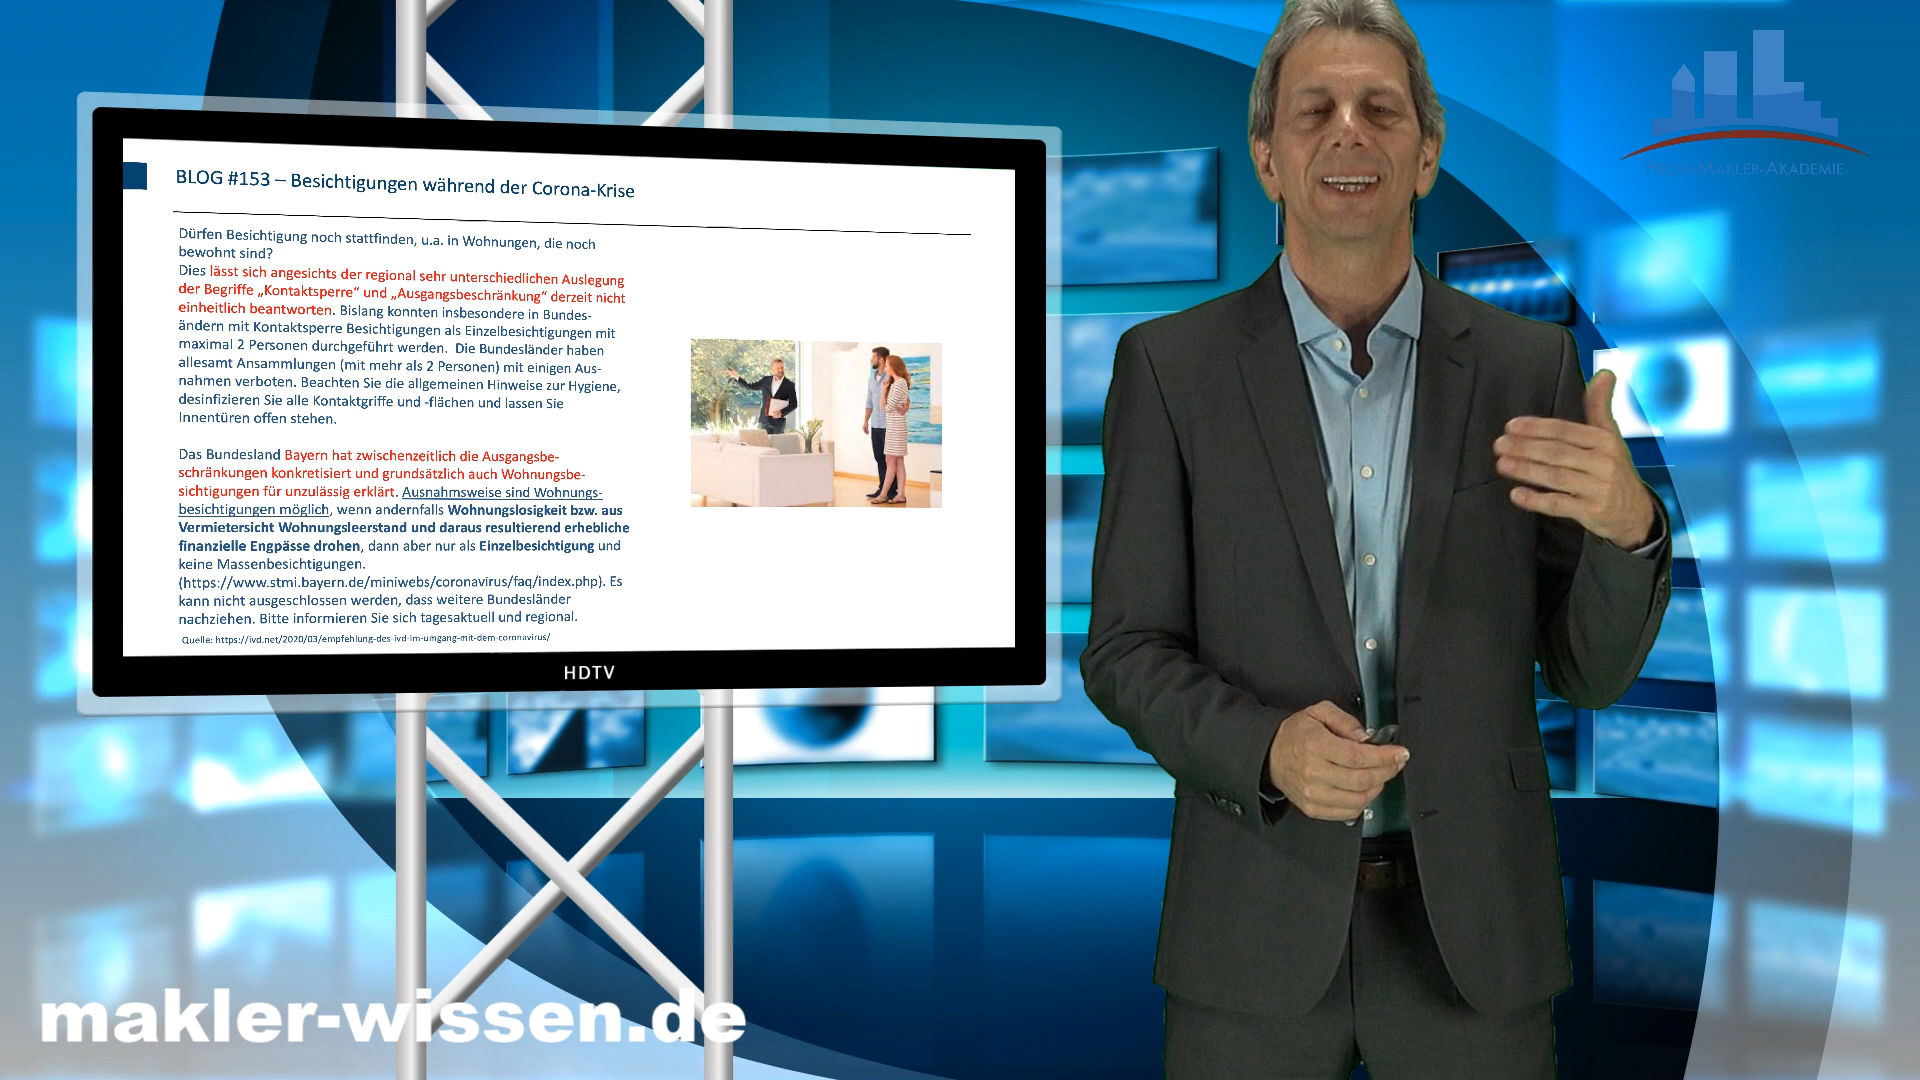 BLOG #153 – Besichtigungen während der Corona-Krise
Dürfen Besichtigung noch stattfinden, u.a. in Wohnungen, die noch
bewohnt sind?
Dies lässt sich angesichts der regional sehr unterschiedlichen Auslegung
der Begriffe „Kontaktsperre“ und „Ausgangsbeschränkung“ derzeit nicht
einheitlich beantworten. Bislang konnten insbesondere in Bundes-
ändern mit Kontaktsperre Besichtigungen als Einzelbesichtigungen mit
maximal 2 Personen durchgeführt werden. Die Bundesländer haben
allesamt Ansammlungen (mit mehr als 2 Personen) mit einigen Aus-
nahmen verboten. Beachten Sie die allgemeinen Hinweise zur Hygiene,
desinfizieren Sie alle Kontaktgriffe und -flächen und lassen Sie
Innentüren offen stehen.
Das Bundesland Bayern hat zwischenzeitlich die Ausgangsbe-
schränkungen konkretisiert und grundsätzlich auch Wohnungsbe-
sichtigungen für unzulässig erklärt. Ausnahmsweise sind Wohnungs-
besichtigungen möglich, wenn andernfalls Wohnungslosigkeit bzw. aus
Vermietersicht Wohnungsleerstand und daraus resultierend erhebliche
finanzielle Engpässe drohen, dann aber nur als Einzelbesichtigung und
keine Massenbesichtigungen.
(https://www.stmi.bayern.de/miniwebs/coronavirus/faq/index.php). Es
kann nicht ausgeschlossen werden, dass weitere Bundesländer
nachziehen. Bitte informieren Sie sich tagesaktuell und regional.
Quelle: https://ivd.net/2020/03/empfehlung-des-ivd-im-umgang-mit-dem-coronavirus/
HDTV
MAKLER-AKADEMIE
makler-wissen.de